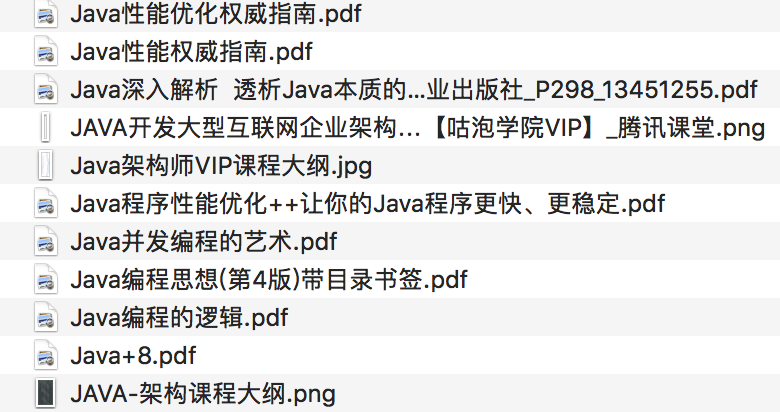 Java性能优化权威指南.pdf
Java性能权威指南.pdf
Java深入解析  透析Java本质的...业出版社_P298_13451255.pdf
JAVA开发大型互联网企业架构...【咕泡学院VIP】_腾讯课堂.png
Java架构师VIP课程大纲.jpg
Java程序性能优化++让你的Java程序更快、更稳定.pdf
Java并发编程的艺术.pdf
Java编程思想(第4版)带目录书签.pdf
Java编程的逻辑.pdf
Java+8.pdf
JAVA-架构课程大纲.png